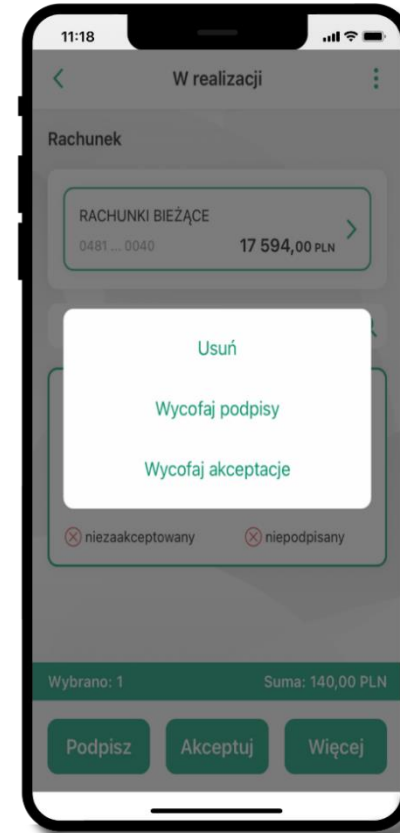 11:18
W realizacji
Rachunek
RACHUNKI BIEŻĄCE
0481 ... 0040 17 594,00 PLN
Usuń
Wycofaj podpisy
Wycofaj akceptacje
niezaakceptowany niepodpisany
Wybrano: 1 Suma: 140,00 PLN
Podpisz Akceptuj Więcej